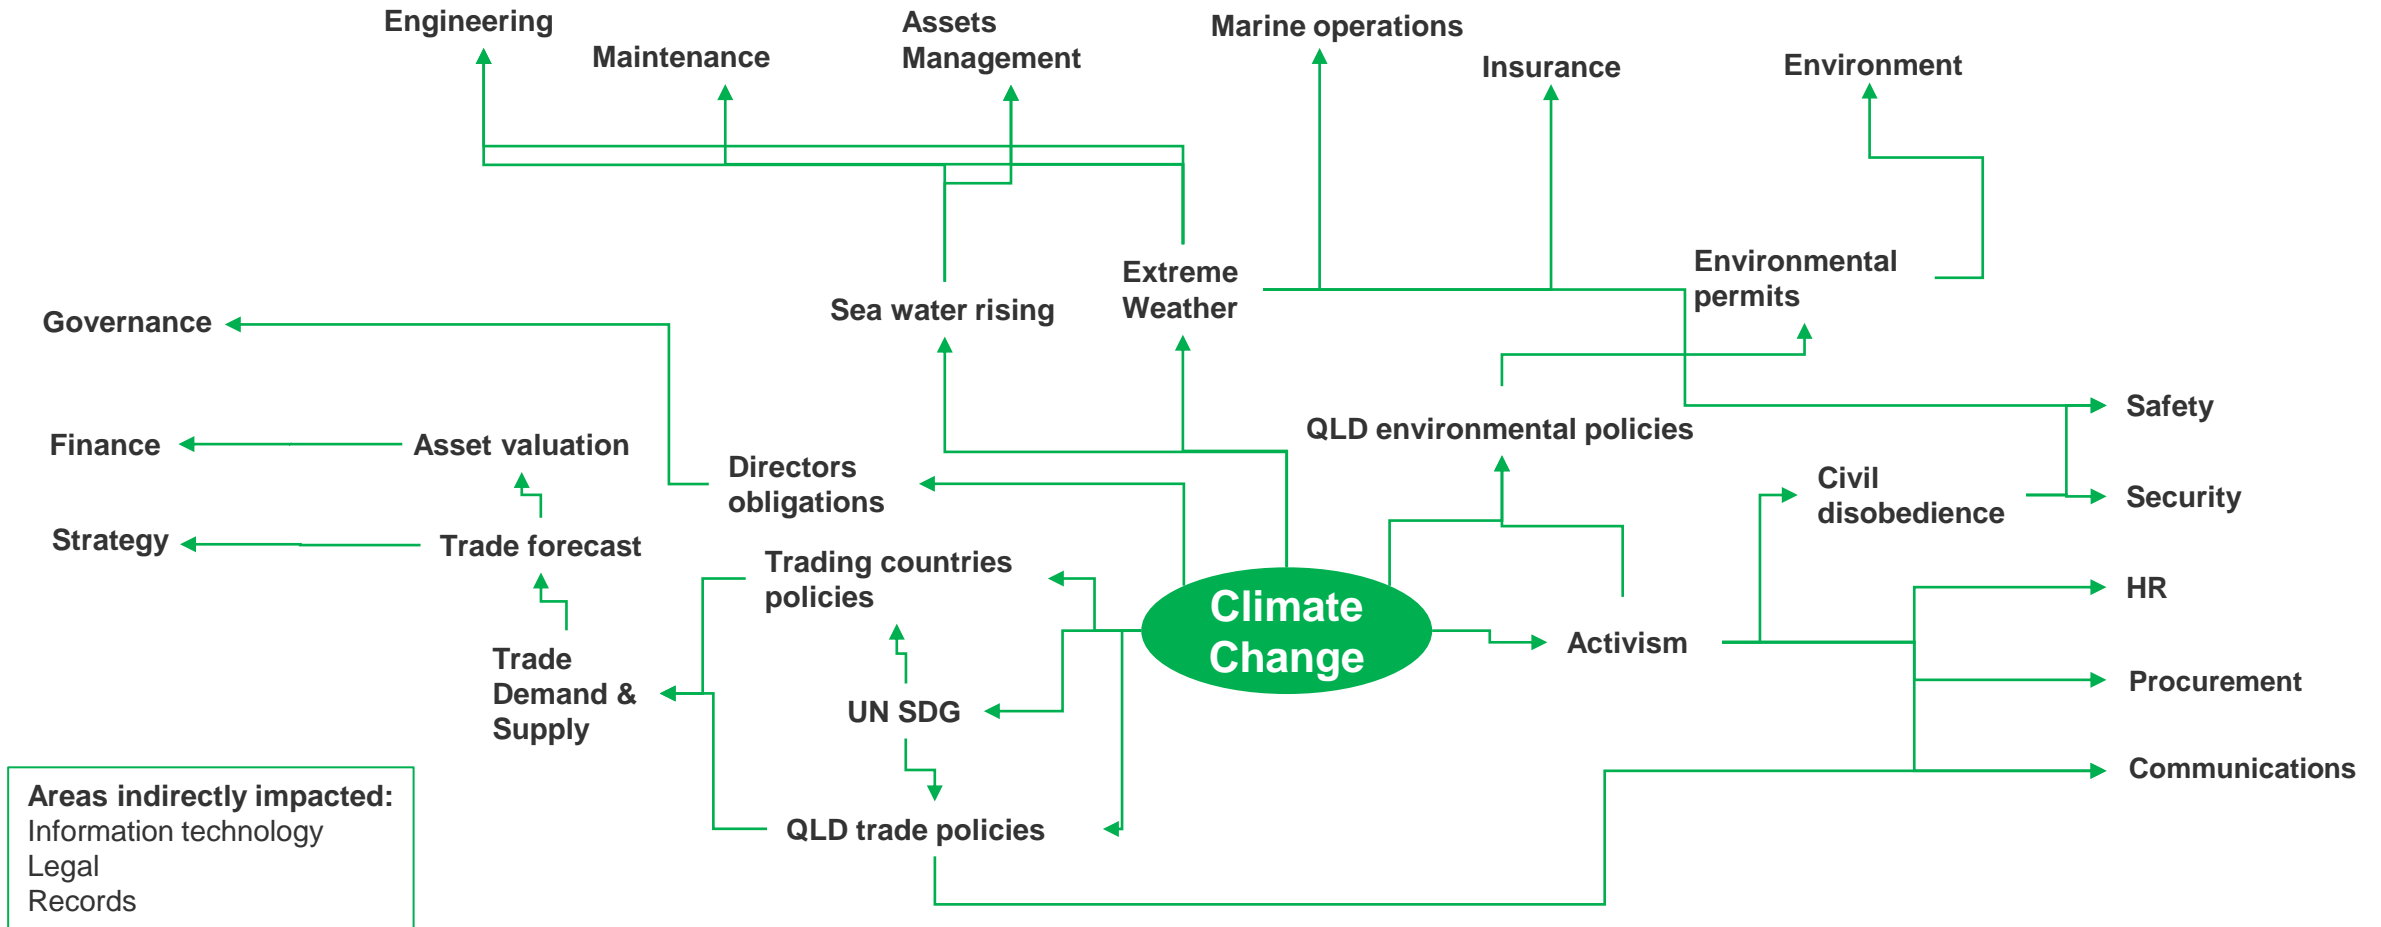 Engineering
Maintenance
Assets
Management
Marine operations
Insurance
Environment
Governance
Sea water rising
Extreme
Weather
Environmental
permits
Finance
Asset valuation
Directors
obligations
QLD environmental policies
Safety
Civil
disobedience
Security
Strategy
Trade forecast
Trading countries
policies
Climate
Change
Activism
HR
Trade
Demand &
Supply
UN SDG
Procurement
QLD trade policies
Communications
Areas indirectly impacted:
Information technology
Legal
Records